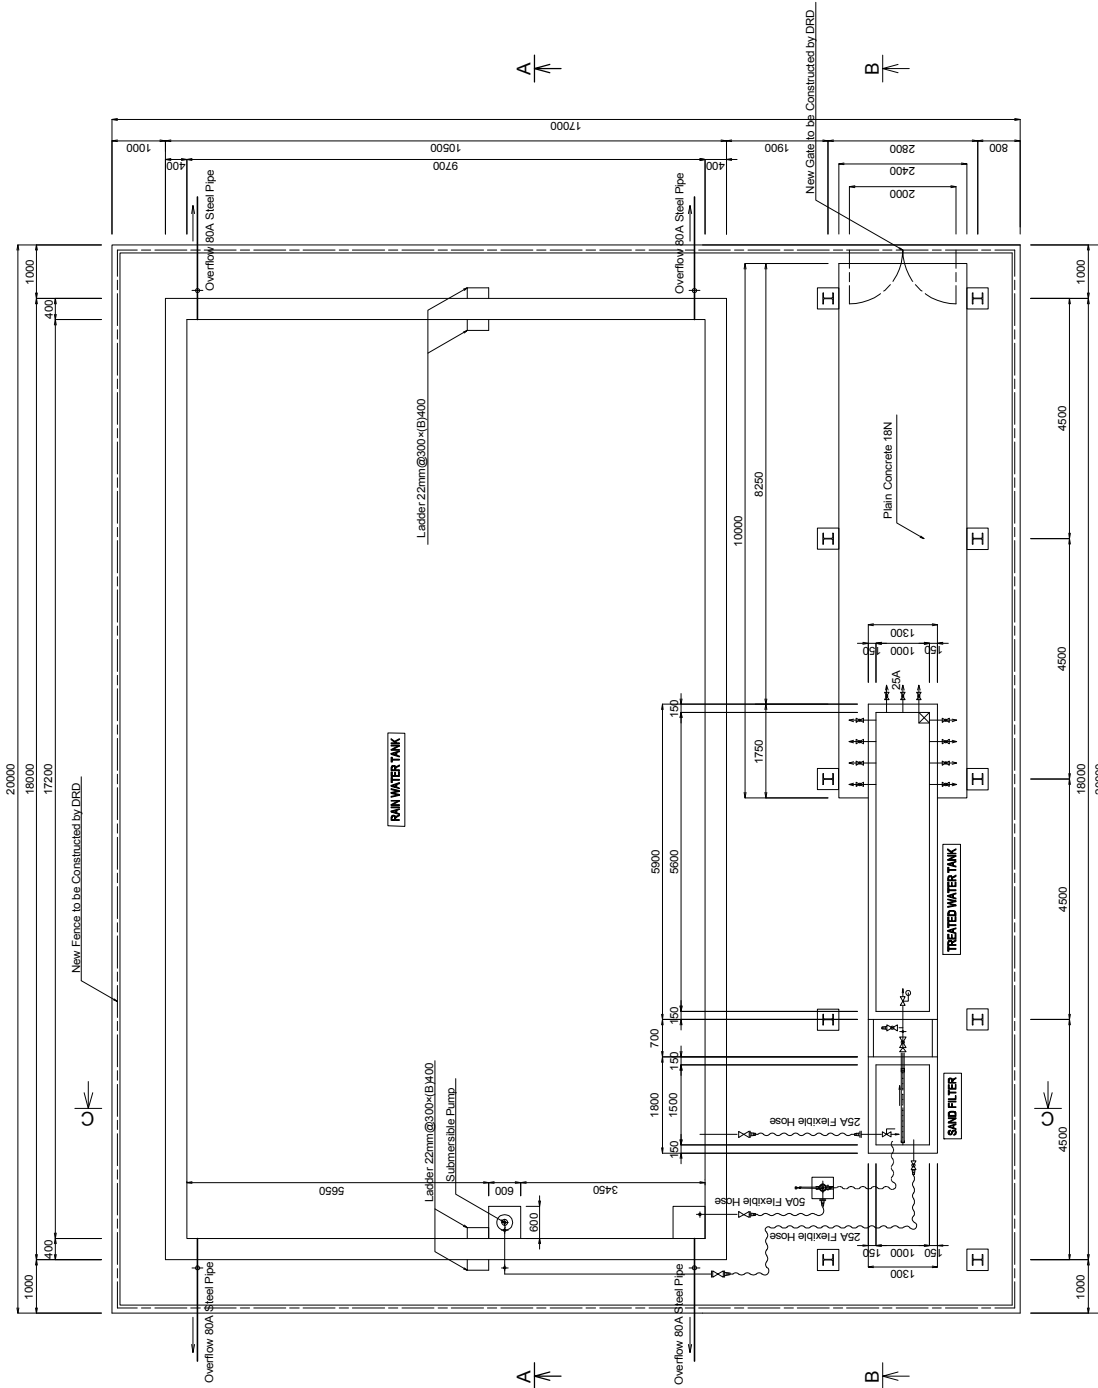 A
B
New Gate to be Constructed by DRD
17000
1000
10500
1900
2800
800
400
9700
400
2400
2000
Overflow 80A Steel Pipe
Overflow 80A Steel Pipe
20000
18000
17200
1000
400
1000
H
H
Ladder 22mm@300×(B)400
Plain Concrete 18N
10000
8250
1750
4500
H
H
4500
1300
150
1000
150
25A
150
RAIN WATER TANK
New Fence to be Constructed by DRD
5900
5600
H
H
18000
20000
TREATED WATER TANK
4500
4500
150
700
150
H
H
1800
1500
150
SAND FILTER
C
C
4500
25A Flexible Hose
Ladder 22mm@300×(B)400
Submersible Pump
5650
600
3450
600
50A Flexible Hose
25A Flexible Hose
150
1000
150
1300
H
H
400
1000
1000
Overflow 80A Steel Pipe
Overflow 80A Steel Pipe
A
B